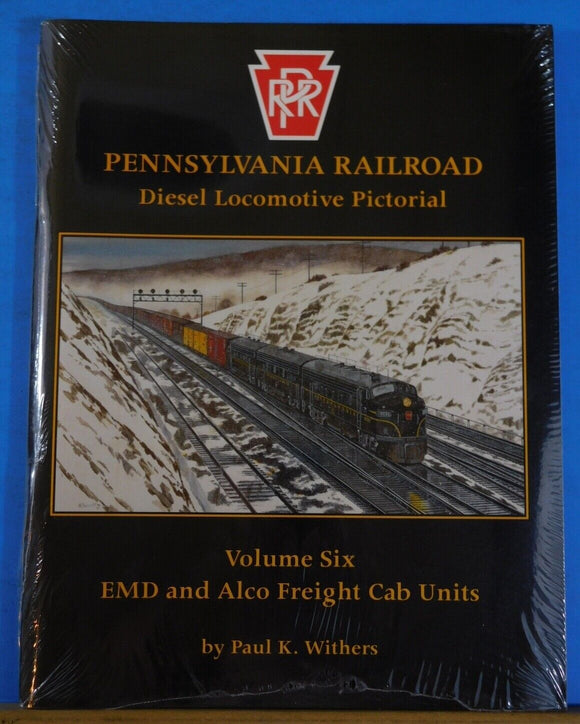 PRR
PENNSYLVANIA RAILROAD
Diesel Locomotive Pictorial
Volume Six
EMD and Alco Freight Cab Units
by Paul K. Withers